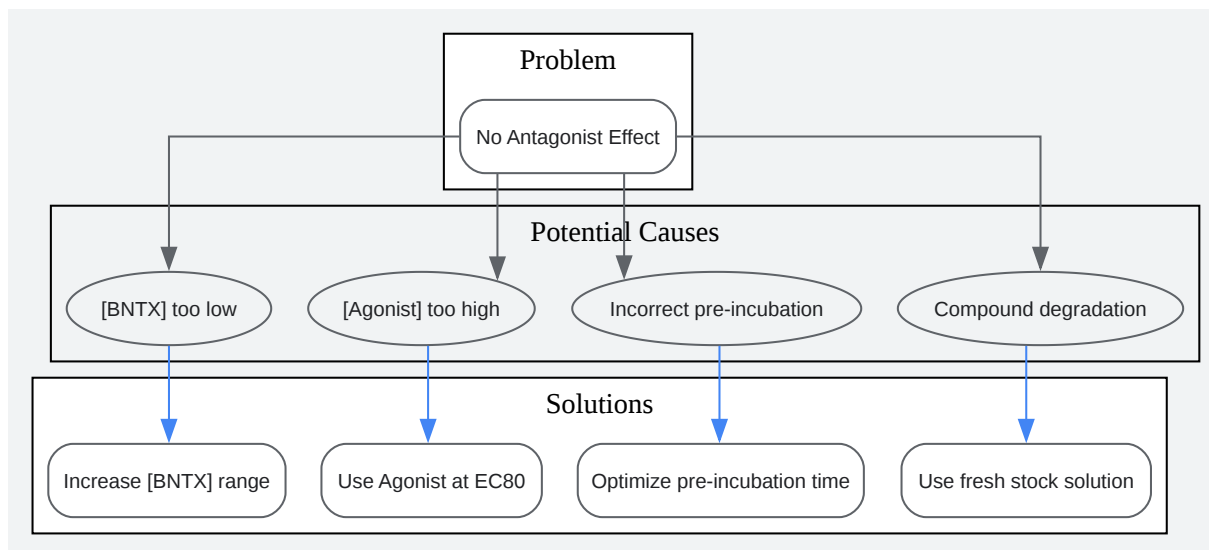 Problem
No Antagonist Effect
Potential Causes
[BNTX] too low
[Agonist] too high
Incorrect pre-incubation
Compound degradation
Solutions
Increase [BNTX] range
Use Agonist at EC80
Optimize pre-incubation time
Use fresh stock solution